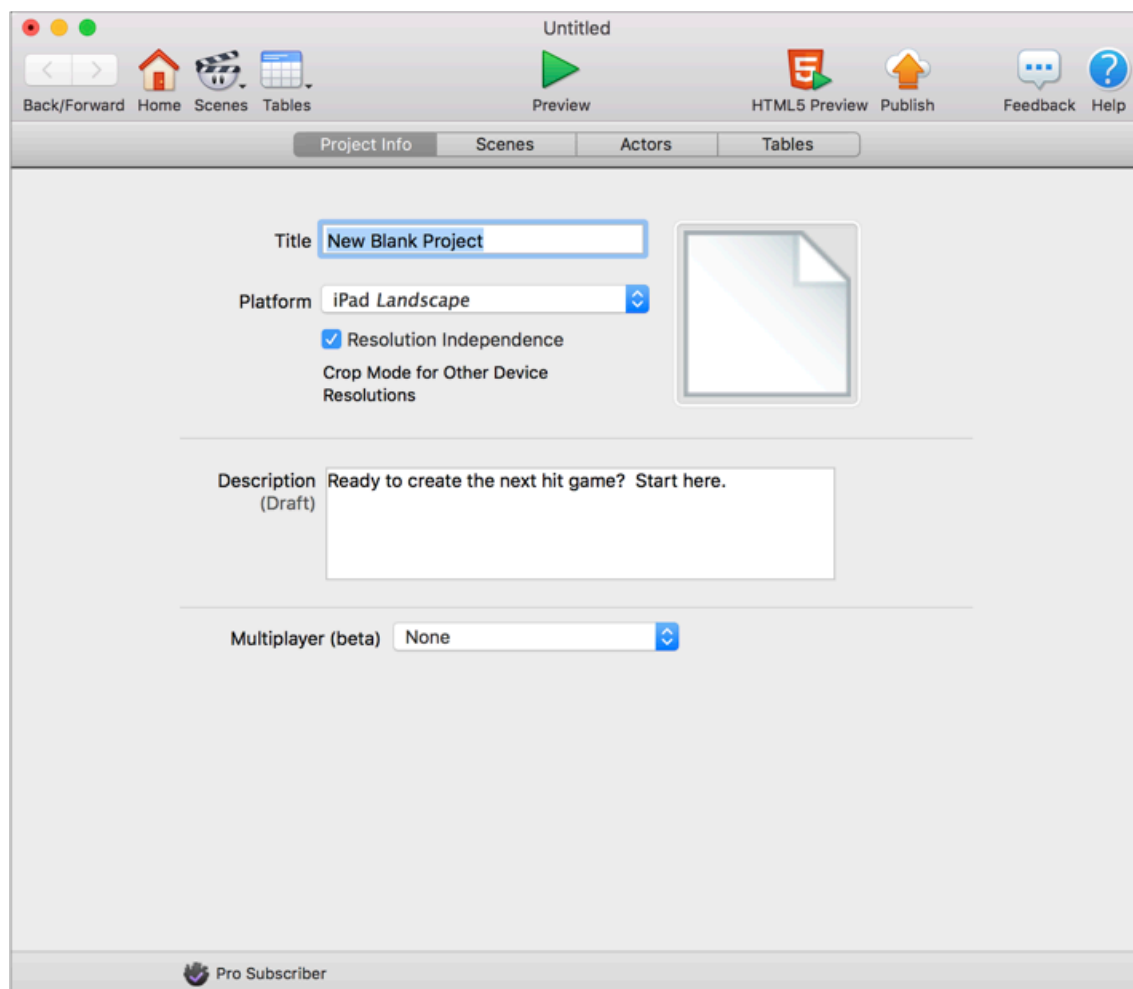 Untitled
Back/Forward Home Scenes Tables Preview HTML5 Preview Publish Feedback Help
Project Info Scenes Actors Tables
Title New Blank Project
Platform iPad Landscape
Resolution Independence
Crop Mode for Other Device
Resolutions
Description Ready to create the next hit game? Start here.
(Draft)
Multiplayer (beta) None
Pro Subscriber